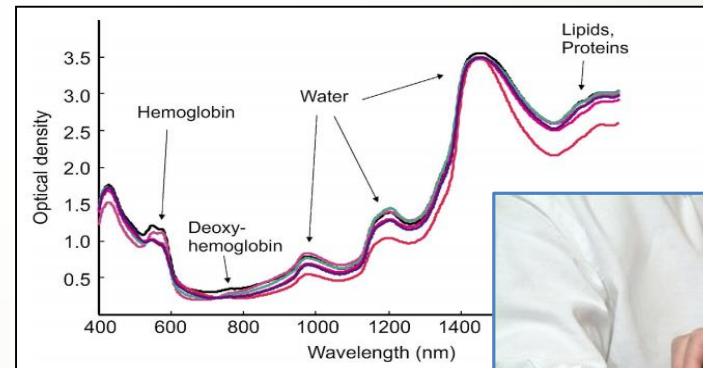 Lipids,
Proteins
Hemoglobin
Water
Deoxy-
hemoglobin
Optical density
3.5
3.0
2.5
2.0
1.5
1.0
0.5
400 600 800 1000 1200 1400
Wavelength (nm)